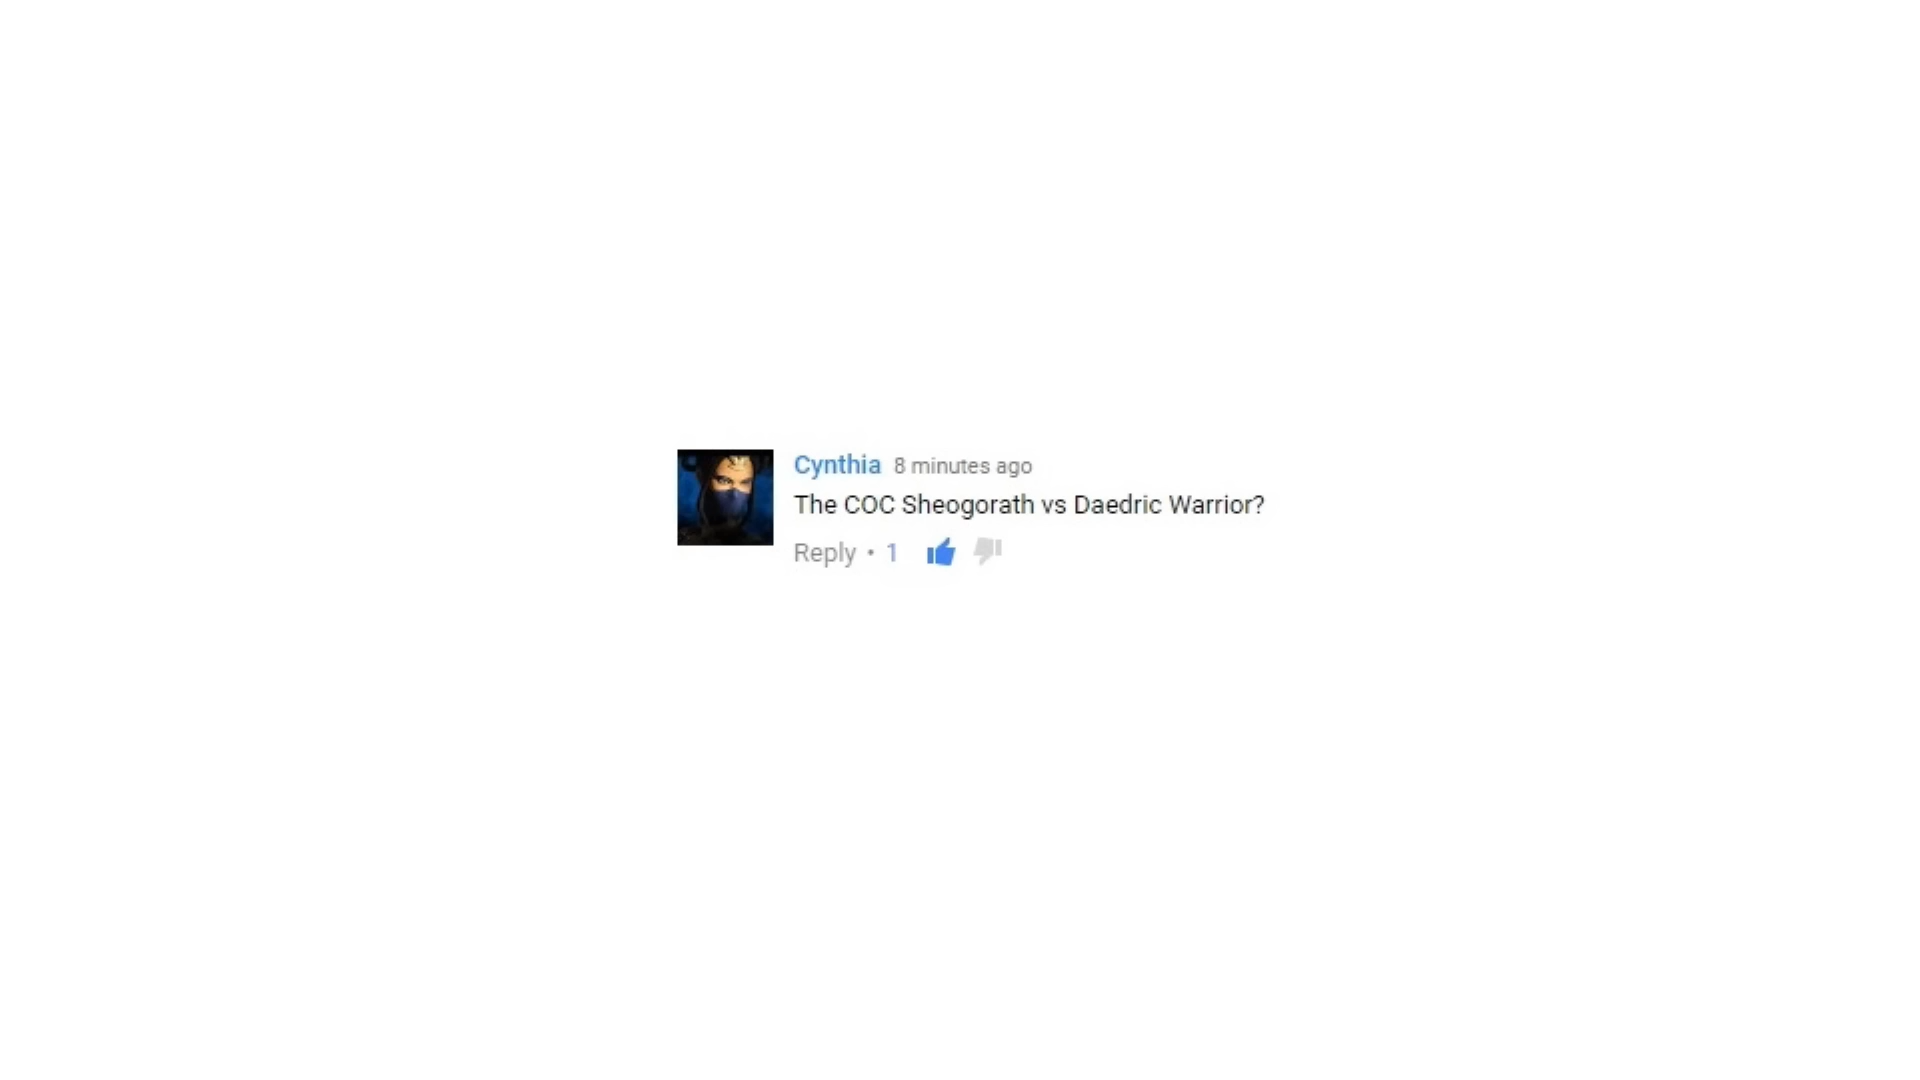 Cynthia 8 minutes ago
The COC Sheogorath vs Daedric Warrior?
Reply • 1